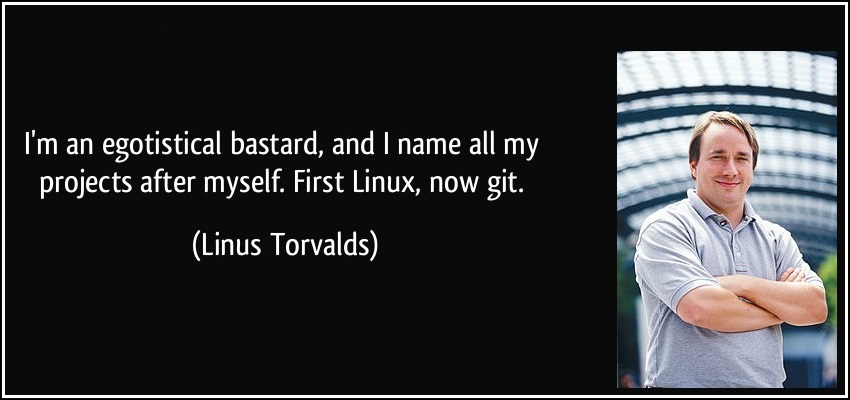 I'm an egotistical bastard, and I name all my
projects after myself. First Linux, now git.
(Linus Torvalds)